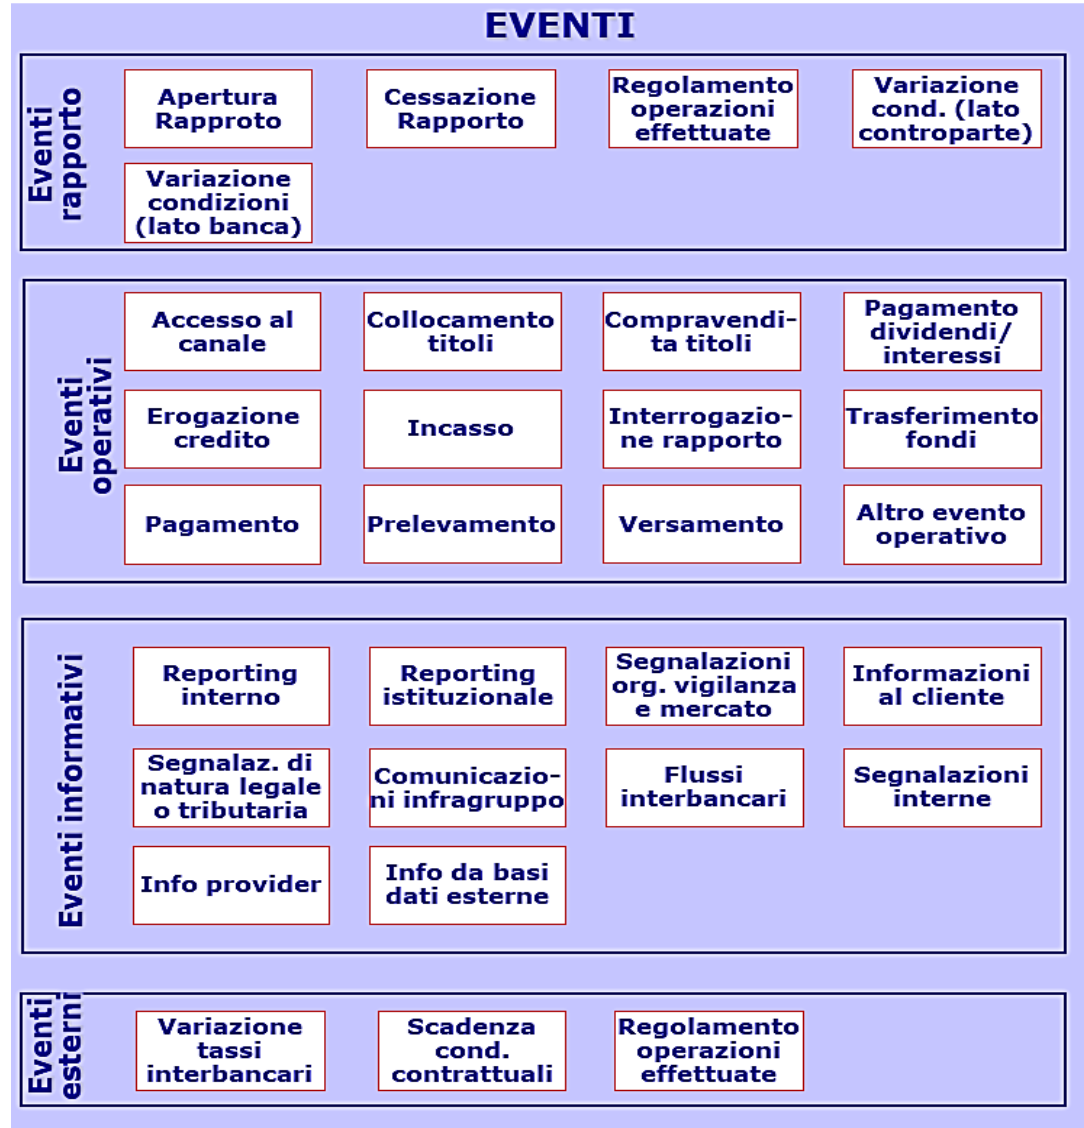 EVENTI
Eventi
rapporto
Apertura
Rapproto
Cessazione
Rapporto
Regolamento
operazioni
effettuate
Variazione
cond. (lato
controparte)
Variazione
condizioni
(lato banca)
Eventi
operativi
Accesso al
canale
Collocamento
titoli
Compravendi-
ta titoli
Pagamento
dividendi/
interessi
Erogazione
credito
Incasso
Interrogazio-
ne rapporto
Trasferimento
fondi
Pagamento
Prelevamento
Versamento
Altro evento
operativo
Eventi informativi
Reporting
interno
Reporting
istituzionale
Segnalazioni
org. vigilanza
e mercato
Informazioni
al cliente
Segnalaz. di
natura legale
o tributaria
Comunicazio-
ni infragruppo
Flussi
interbancari
Segnalazioni
interne
Info provider
Info da basi
dati esterne
Eventi
esterni
Variazione
tassi
interbancari
Scadenza
cond.
contrattuali
Regolamento
operazioni
effettuate